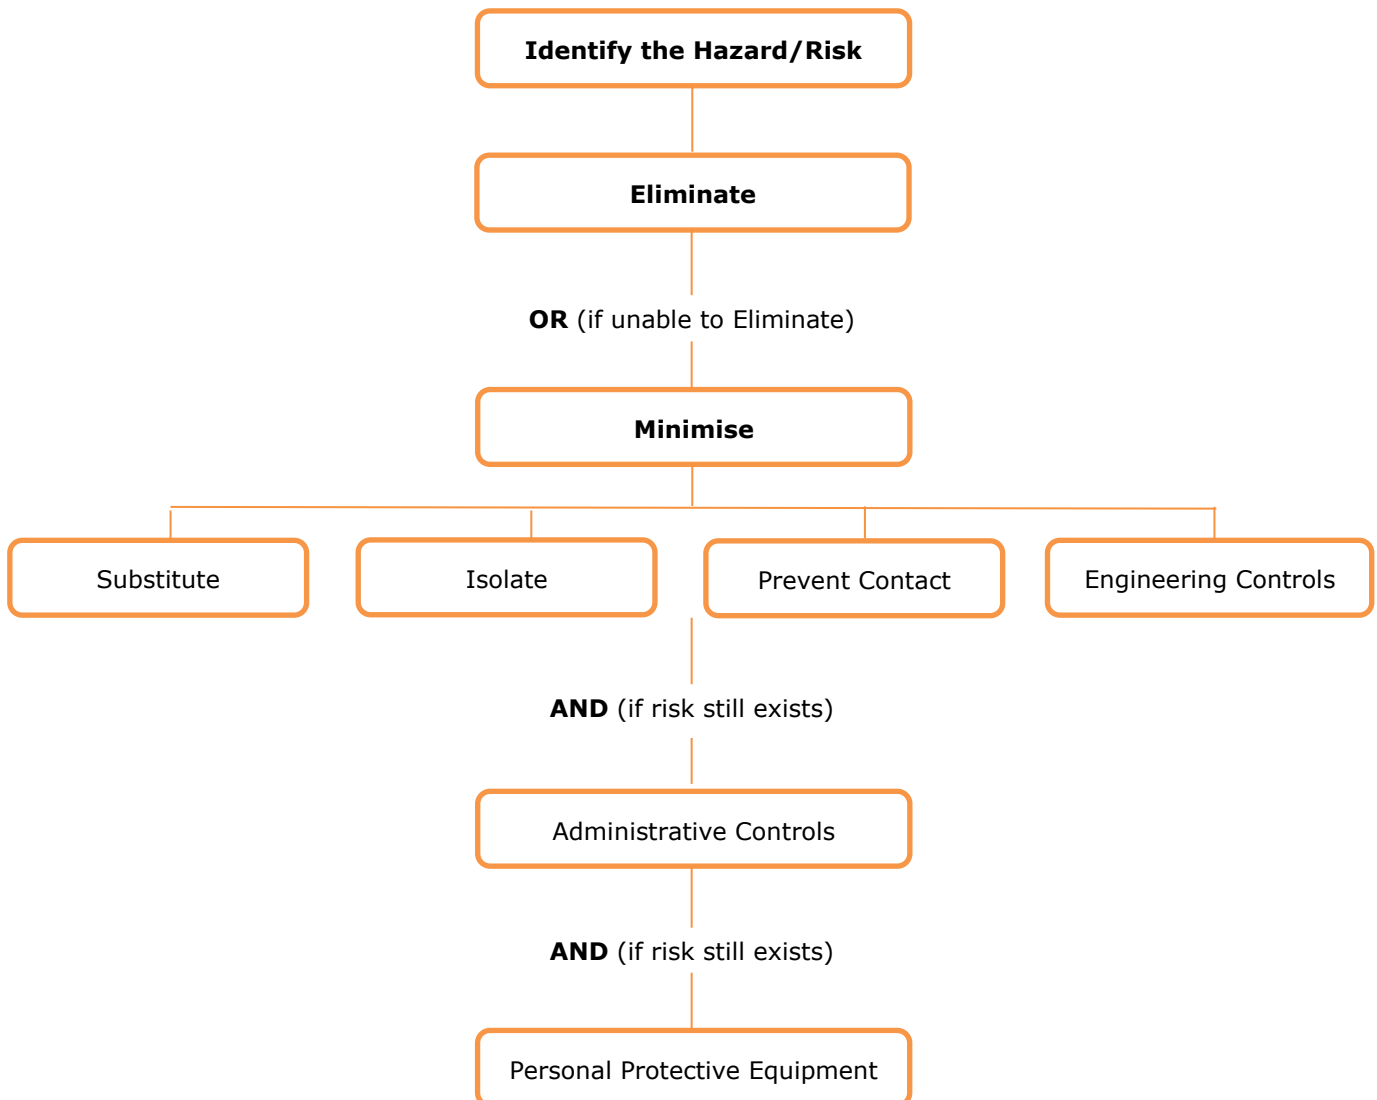 Identify the Hazard/Risk
Eliminate
OR (if unable to Eliminate)
Minimise
Substitute
Isolate
Prevent Contact
Engineering Controls
AND (if risk still exists)
Administrative Controls
AND (if risk still exists)
Personal Protective Equipment